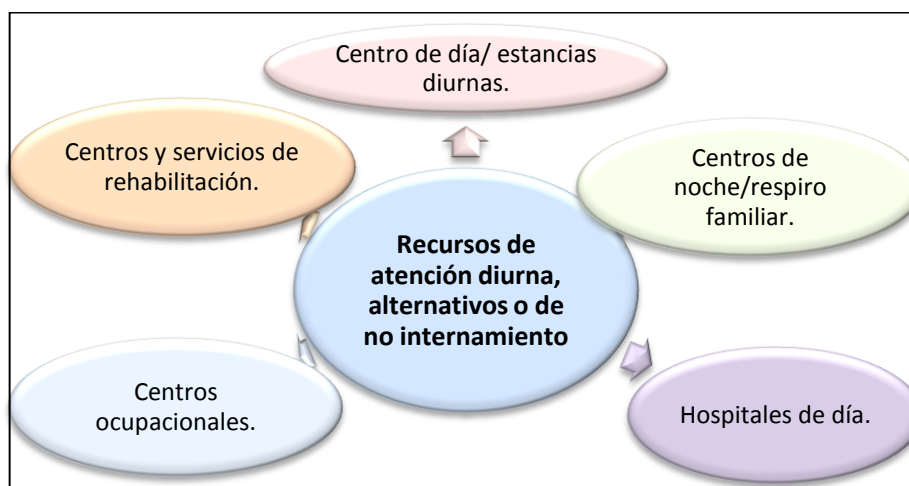 Centro de día/ estancias
diurnas.
Centros y servicios de
rehabilitación.
Centros de
noche/respiro
familiar.
Recursos de
atención diurna,
alternativos o de
no internamiento
Centros
ocupacionales.
Hospitales de día.